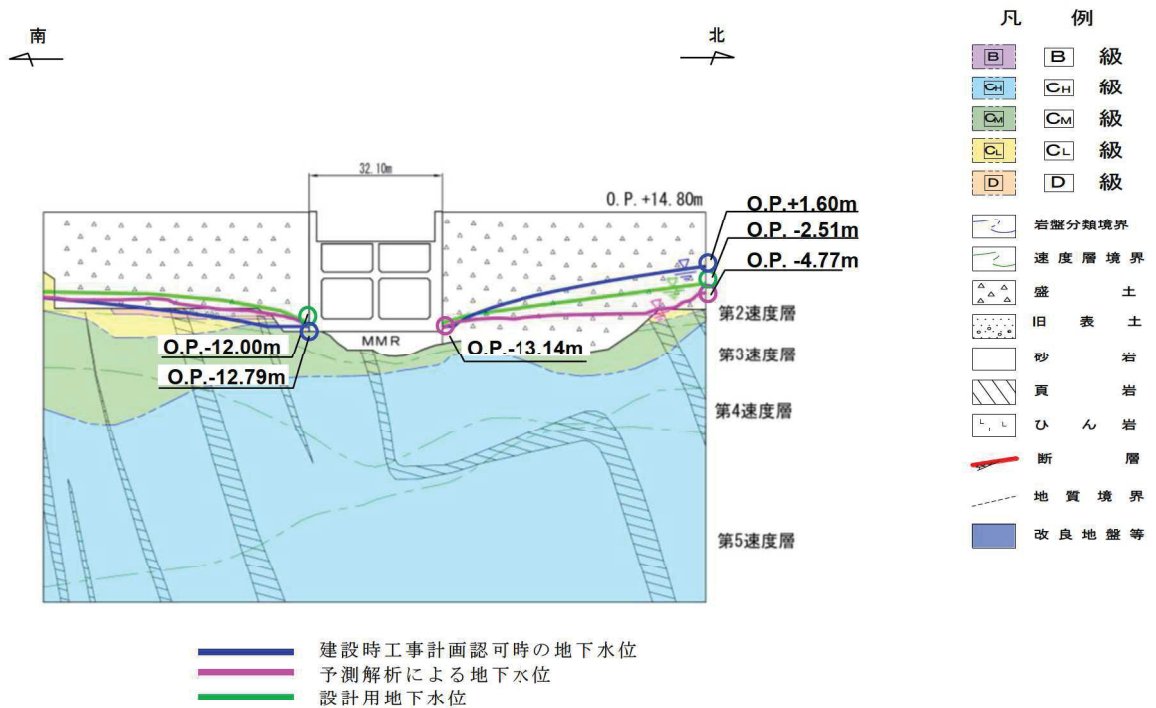 南
北
32.10m
O.P.+14.80m
O.P.+1.60m
O.P. -2.51m
O.P. -4.77m
O.P.-12.00m
O.P.-12.79m
MMR
O.P.-13.14m
第2速度層
第3速度層
第4速度層
第5速度層
建設時工事計画認可時の地下水位
予測解析による地下水位
設計用地下水位
凡 例
B B 級
CH CH 級
CM CM 級
CL CL 級
D D 級
岩盤分類境界
速度層境界
盛 土
旧 表 土
砂 岩
頁 岩
ひ ん 岩
断 層
地 質 境 界
改 良 地 盤 等